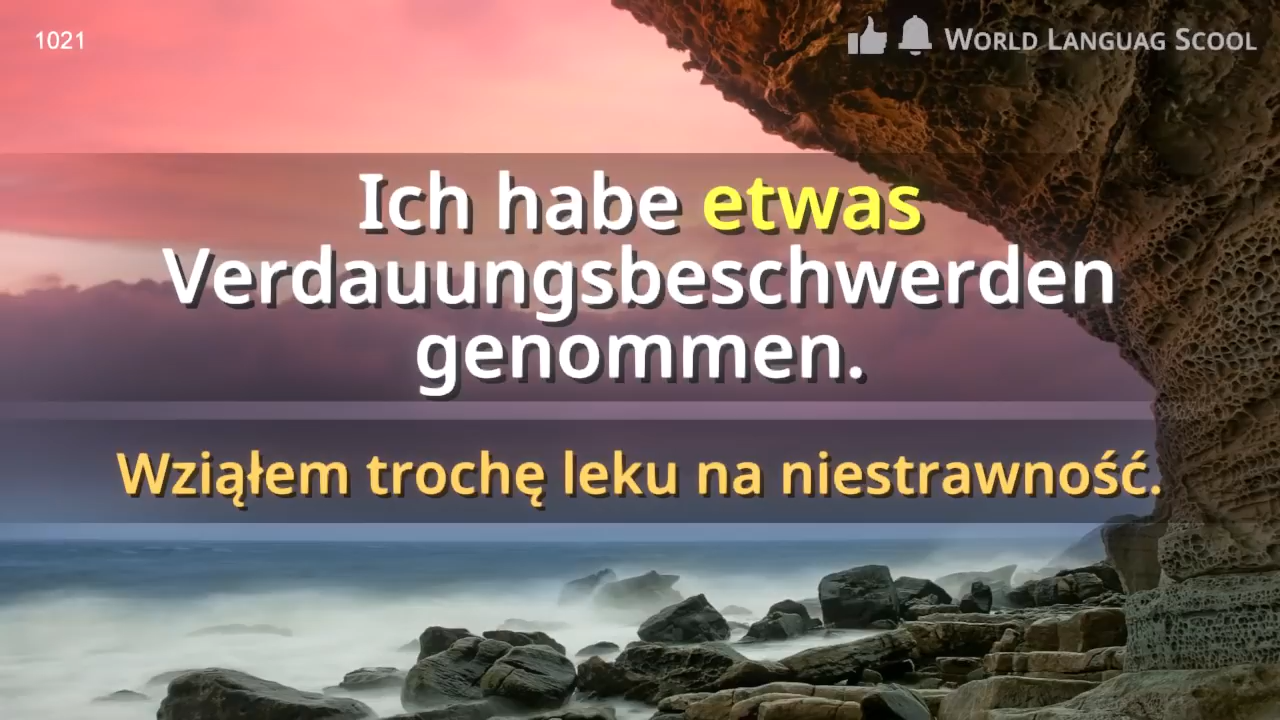 1021
WORLD LANGUAG SCOOL
Ich habe etwas
Verdauungsbeschwerden
genommen.
Wziąłem trochę leku na niestrawność.